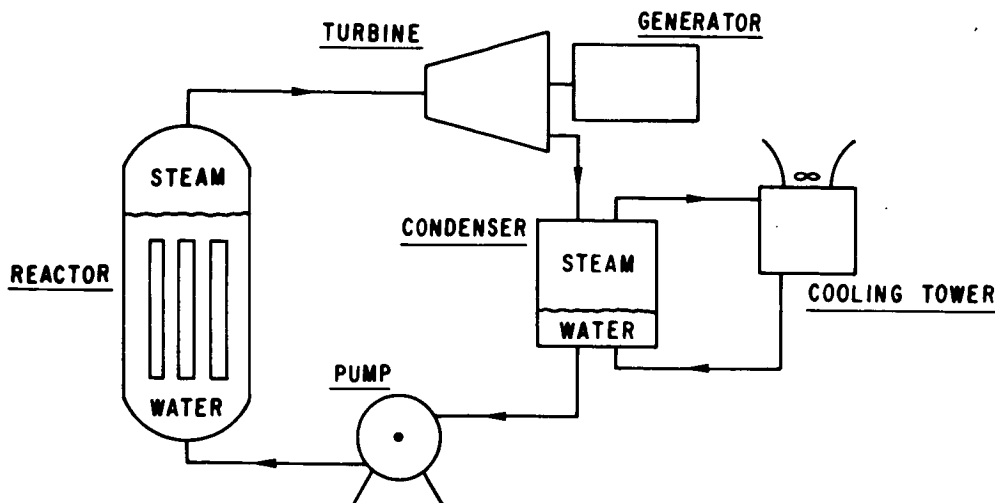 GENERATOR
TURBINE
STEAM
CONDENSER
STEAM
REACTOR
COOLING TOWER
WATER
PUMP
WATER